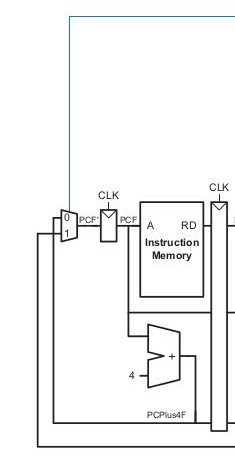 CLK
CLK
0
PCF'
PCF
A
RD
1
Instruction
Memory
+
4
PCPlus4F